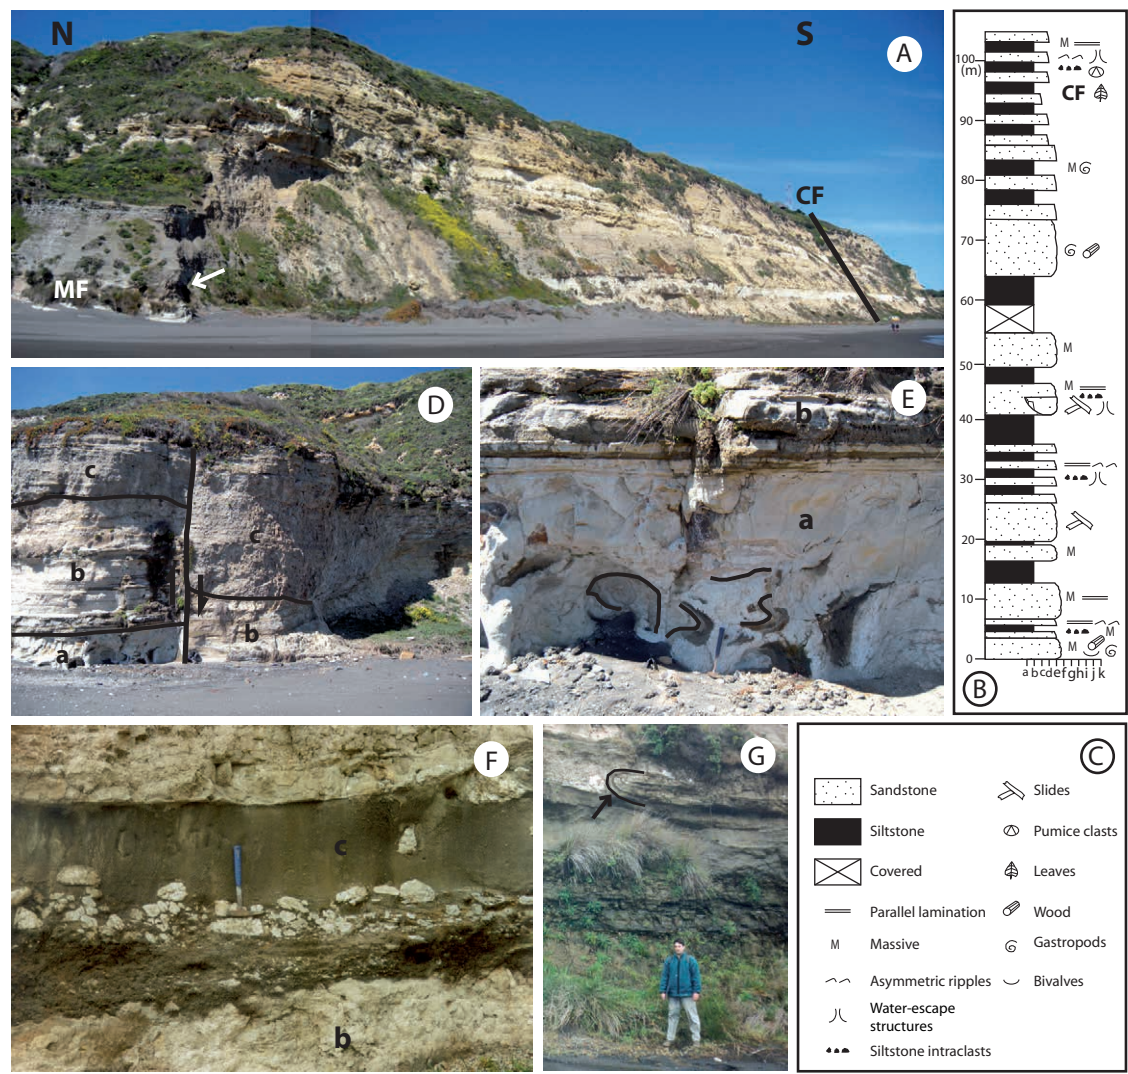 N
S
A
CF
MF
D
c
c
b
b
a
E
b
a
F
c
b
G
100
(m)
M
CF
90
80
M
70
60
50
M
M
40
30
20
M
10
M
M
M
0
a b c d e f g h i j k
B
C
Sandstone
Slides
Siltstone
Pumice clasts
Covered
Leaves
Parallel lamination
Wood
M
Massive
Gastropods
Asymmetric ripples
Bivalves
Water-escape
structures
Siltstone intraclasts